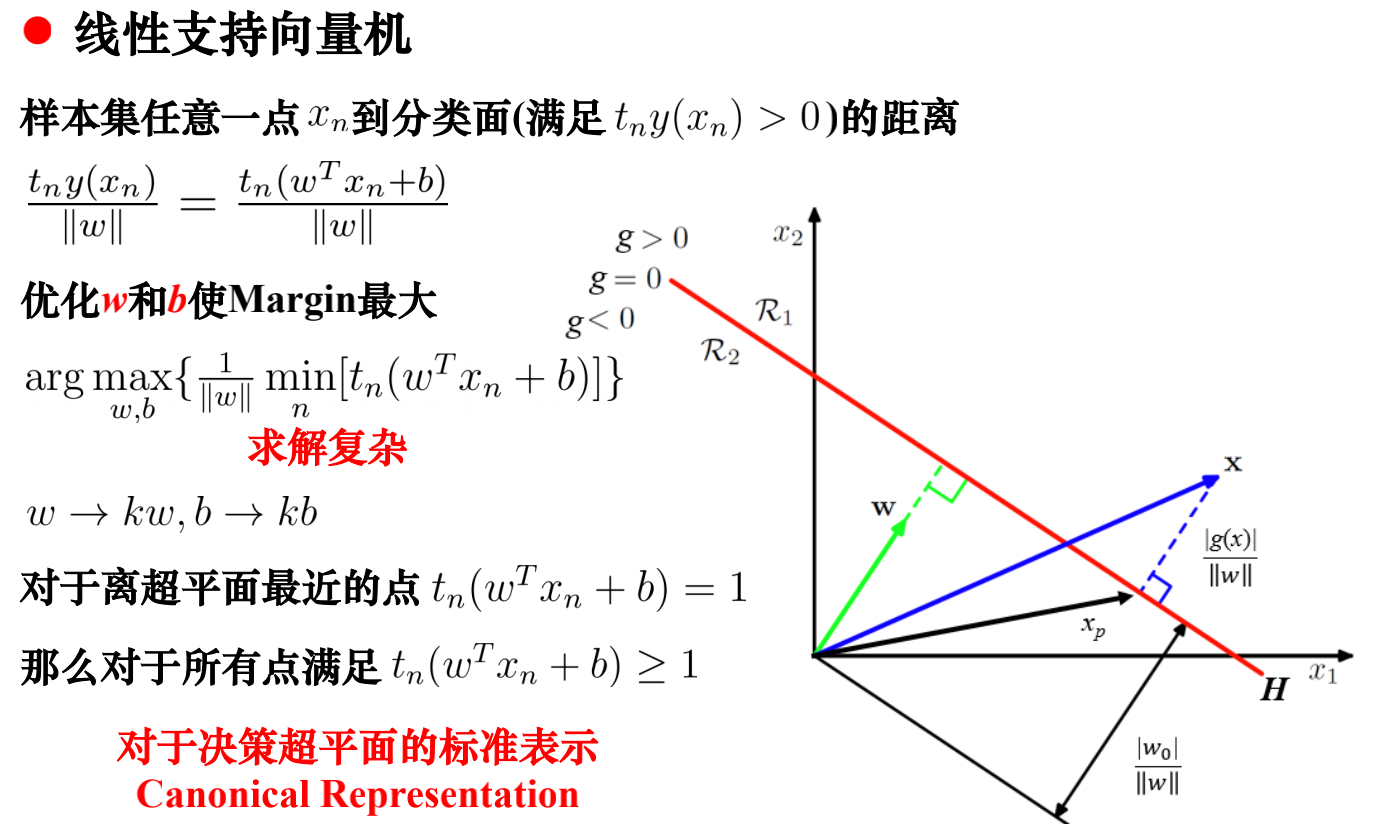 ● 线性支持向量机
样本集任意一点 $x_n$到分类面(满足 $t_n y(x_n) > 0$)的距离
$\frac{t_n y(x_n)}{\|w\|} = \frac{t_n(w^T x_n + b)}{\|w\|}$
优化w和b使Margin最大
$\arg\max_{w,b}\{\frac{1}{\|w\|}\min_n[t_n(w^T x_n + b)]\}$
求解复杂
$w \to kw, b \to kb$
对于离超平面最近的点 $t_n(w^T x_n + b) = 1$
那么对于所有点满足 $t_n(w^T x_n + b) \geq 1$
对于决策超平面的标准表示
Canonical Representation
$g > 0$
$g = 0$
$g < 0$
$x_2$
$\mathcal{R}_1$
$\mathcal{R}_2$
w
x
$\frac{|g(x)|}{\|w\|}$
$x_p$
$x_1$
H
$\frac{|w_0|}{\|w\|}$